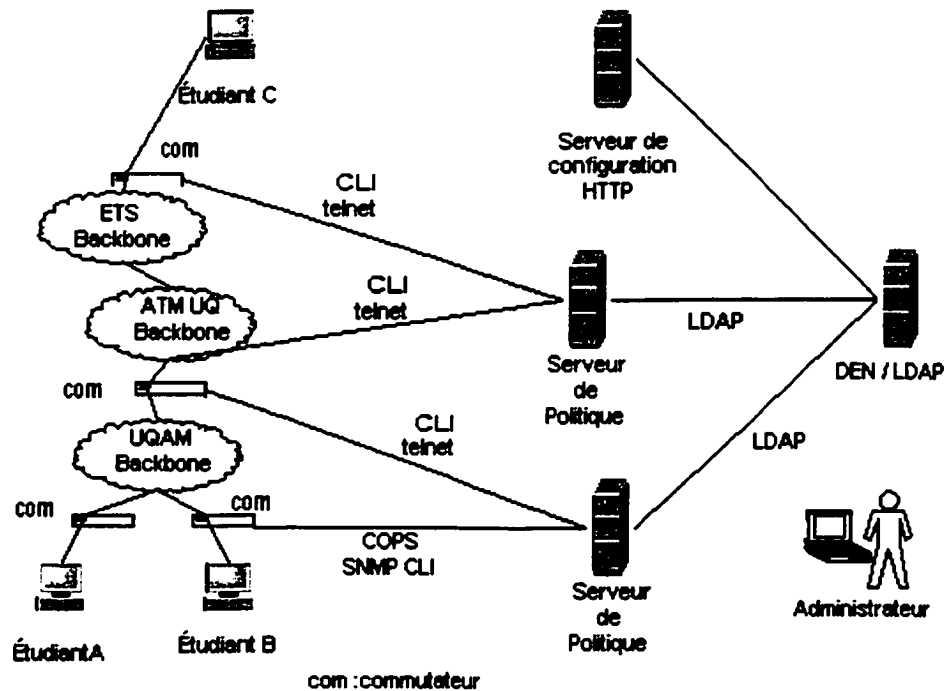 Étudiant C
com
CLI
telnet
ETS
Backbone
Serveur de
configuration
HTTP
ATM UQ
Backbone
CLI
telnet
LDAP
Serveur
de
Politique
DEN / LDAP
com
CLI
telnet
UQAM
Backbone
LDAP
com
com
COPS
SNMP CLI
ÉtudiantA
Étudiant B
Serveur
de
Politique
Administrateur
com :commutateur